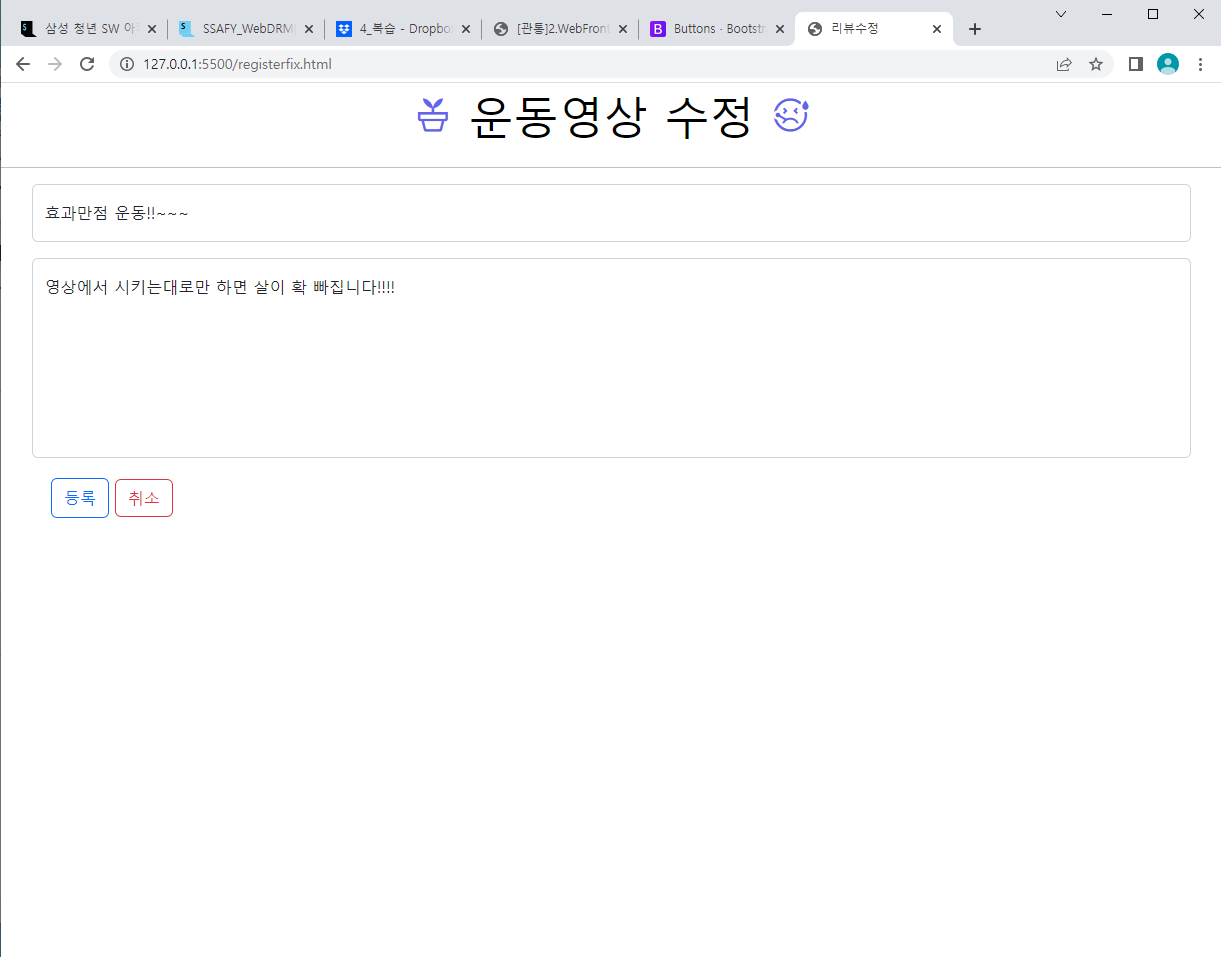 삼성 청년 SW 아
SSAFY_WebDRM
4_복습 - Dropbo
[관통]2.WebFront
Buttons · Bootstr
리뷰수정
127.0.0.1:5500/registerfix.html
운동영상 수정
효과만점 운동!!~~~
영상에서 시키는대로만 하면 살이 확 빠집니다!!!!
등록 취소